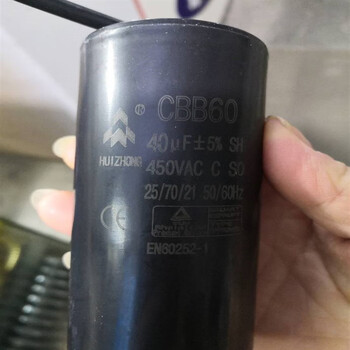 ® CBB60
40μF±5% SH
HUIZHONG
450VAC C S0
25/70/21 50/60Hz
CE
EN60252-1